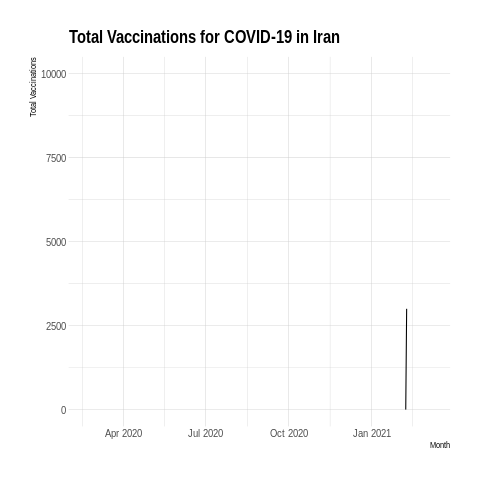 Total Vaccinations for COVID-19 in Iran
Total Vaccinations
10000
7500
5000
2500
0
Apr 2020
Jul 2020
Oct 2020
Jan 2021
Month